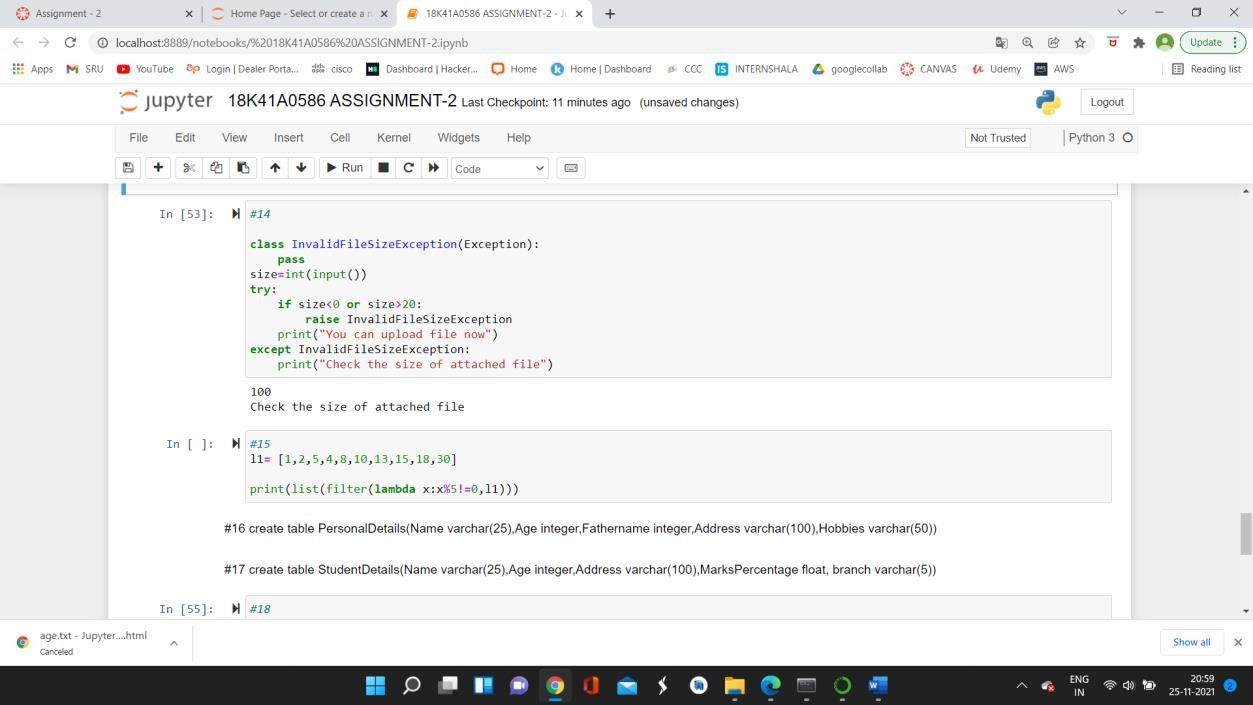 Assignment - 2
Home Page - Select or create a n
18K41A0586 ASSIGNMENT-2 - Ju
localhost:8889/notebooks/%2018K41A0586%20ASSIGNMENT-2.ipynb
Update
Apps
SRU
YouTube
Login | Dealer Porta...
cisco
Dashboard | Hacker...
Home
Home | Dashboard
CCC
INTERNSHALA
googlecollab
CANVAS
Udemy
AWS
Reading list
jupyter 18K41A0586 ASSIGNMENT-2 Last Checkpoint: 11 minutes ago (unsaved changes)
Logout
File Edit View Insert Cell Kernel Widgets Help
Not Trusted
Python 3
Run
Code
In [53]:
#14
class InvalidFileSizeException(Exception):
    pass
size=int(input())
try:
    if size<0 or size>20:
        raise InvalidFileSizeException
    print("You can upload file now")
except InvalidFileSizeException:
    print("Check the size of attached file")
100
Check the size of attached file
In [ ]:
#15
l1= [1,2,5,4,8,10,13,15,18,30]
print(list(filter(lambda x:x%5!=0,l1)))
#16 create table PersonalDetails(Name varchar(25),Age integer,Fathername integer,Address varchar(100),Hobbies varchar(50))
#17 create table StudentDetails(Name varchar(25),Age integer,Address varchar(100),MarksPercentage float, branch varchar(5))
In [55]:
#18
age.txt - Jupyter....html
Canceled
Show all
ENG
IN
20:59
25-11-2021
2